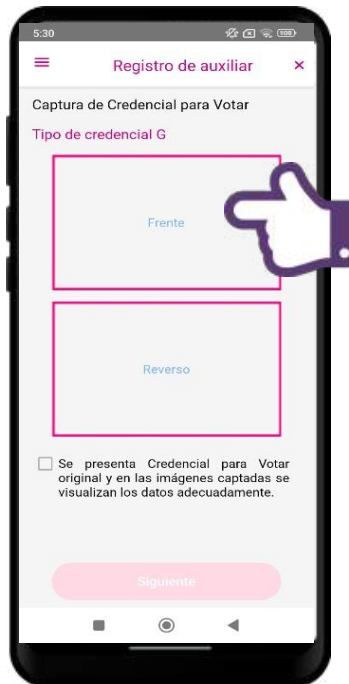 5:30
100
Registro de auxiliar
Captura de Credencial para Votar
Tipo de credencial G
Frente
Reverso
Se presenta Credencial para Votar
original y en las imágenes captadas se
visualizan los datos adecuadamente.
Siguiente